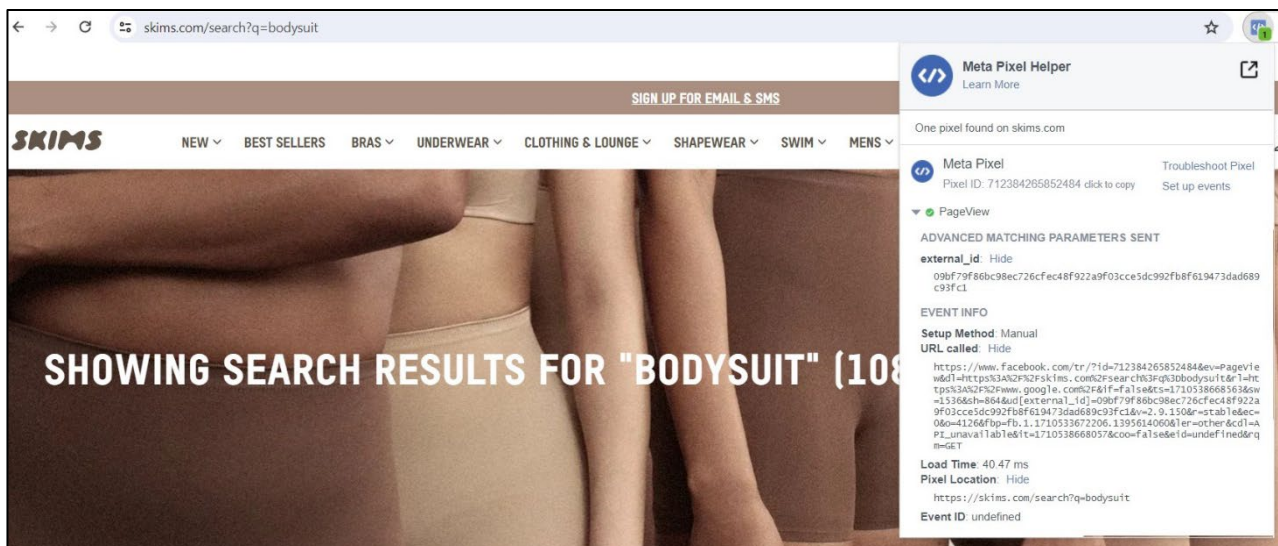 skims.com/search?q=bodysuit
1
SIGN UP FOR EMAIL & SMS
SKIMS
NEW BEST SELLERS BRAS UNDERWEAR CLOTHING & LOUNGE SHAPEWEAR SWIM MENS
SHOWING SEARCH RESULTS FOR "BODYSUIT" (108
Meta Pixel Helper
Learn More
One pixel found on skims.com
Meta Pixel
Troubleshoot Pixel
Pixel ID: 712384265852484 click to copy
Set up events
PageView
ADVANCED MATCHING PARAMETERS SENT
external_id: Hide
09bf79f86bc98ec726cfec48f922a9f03cce5dc992fb8f619473dad689
c93fc1
EVENT INFO
Setup Method: Manual
URL called: Hide
https://www.facebook.com/tr/?id=712384265852484&ev=PageVie
w&dl=https%3A%2F%2Fskims.com%2Fsearch%3Fq%3Dbodysuit&rl=ht
tps%3A%2F%2Fwww.google.com%2F&if=false&ts=1710538668563&sw
=1536&sh=864&ud[external_id]=09bf79f86bc98ec726cfec48f922a
9f03cce5dc992fb8f619473dad689c93fc1&v=2.9.150&r=stable&ec=
0&o=4126&fbp=fb.1.1710533672206.1395614060&ler=other&cdl=A
PI_unavailable&it=1710538668057&coo=false&eid=undefined&rq
m=GET
Load Time: 40.47 ms
Pixel Location: Hide
https://skims.com/search?q=bodysuit
Event ID: undefined